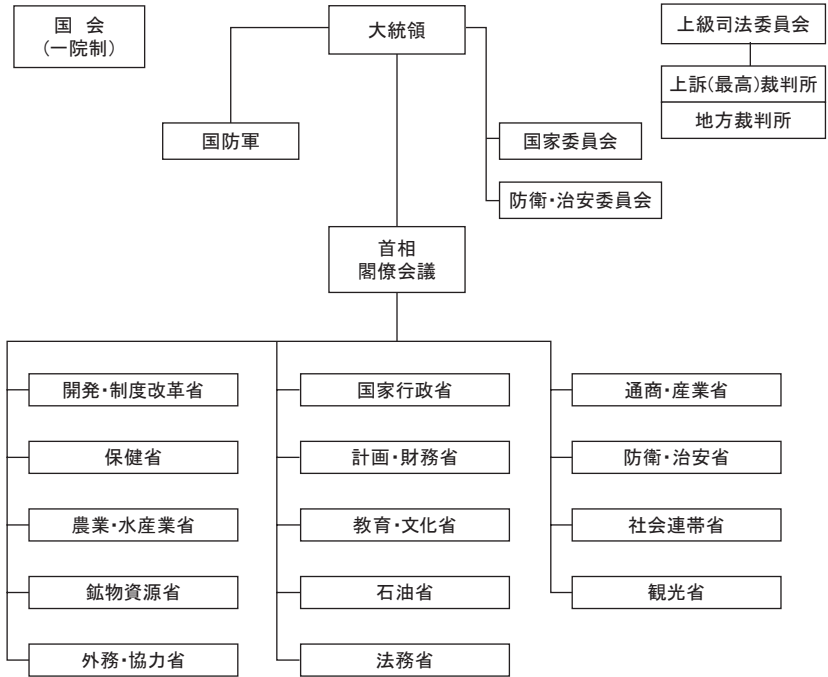 国 会
(一院制)
大統領
上級司法委員会
上訴(最高)裁判所
地方裁判所
国防軍
国家委員会
防衛・治安委員会
首相
閣僚会議
開発・制度改革省
国家行政省
通商・産業省
保健省
計画・財務省
防衛・治安省
農業・水産業省
教育・文化省
社会連帯省
鉱物資源省
石油省
観光省
外務・協力省
法務省